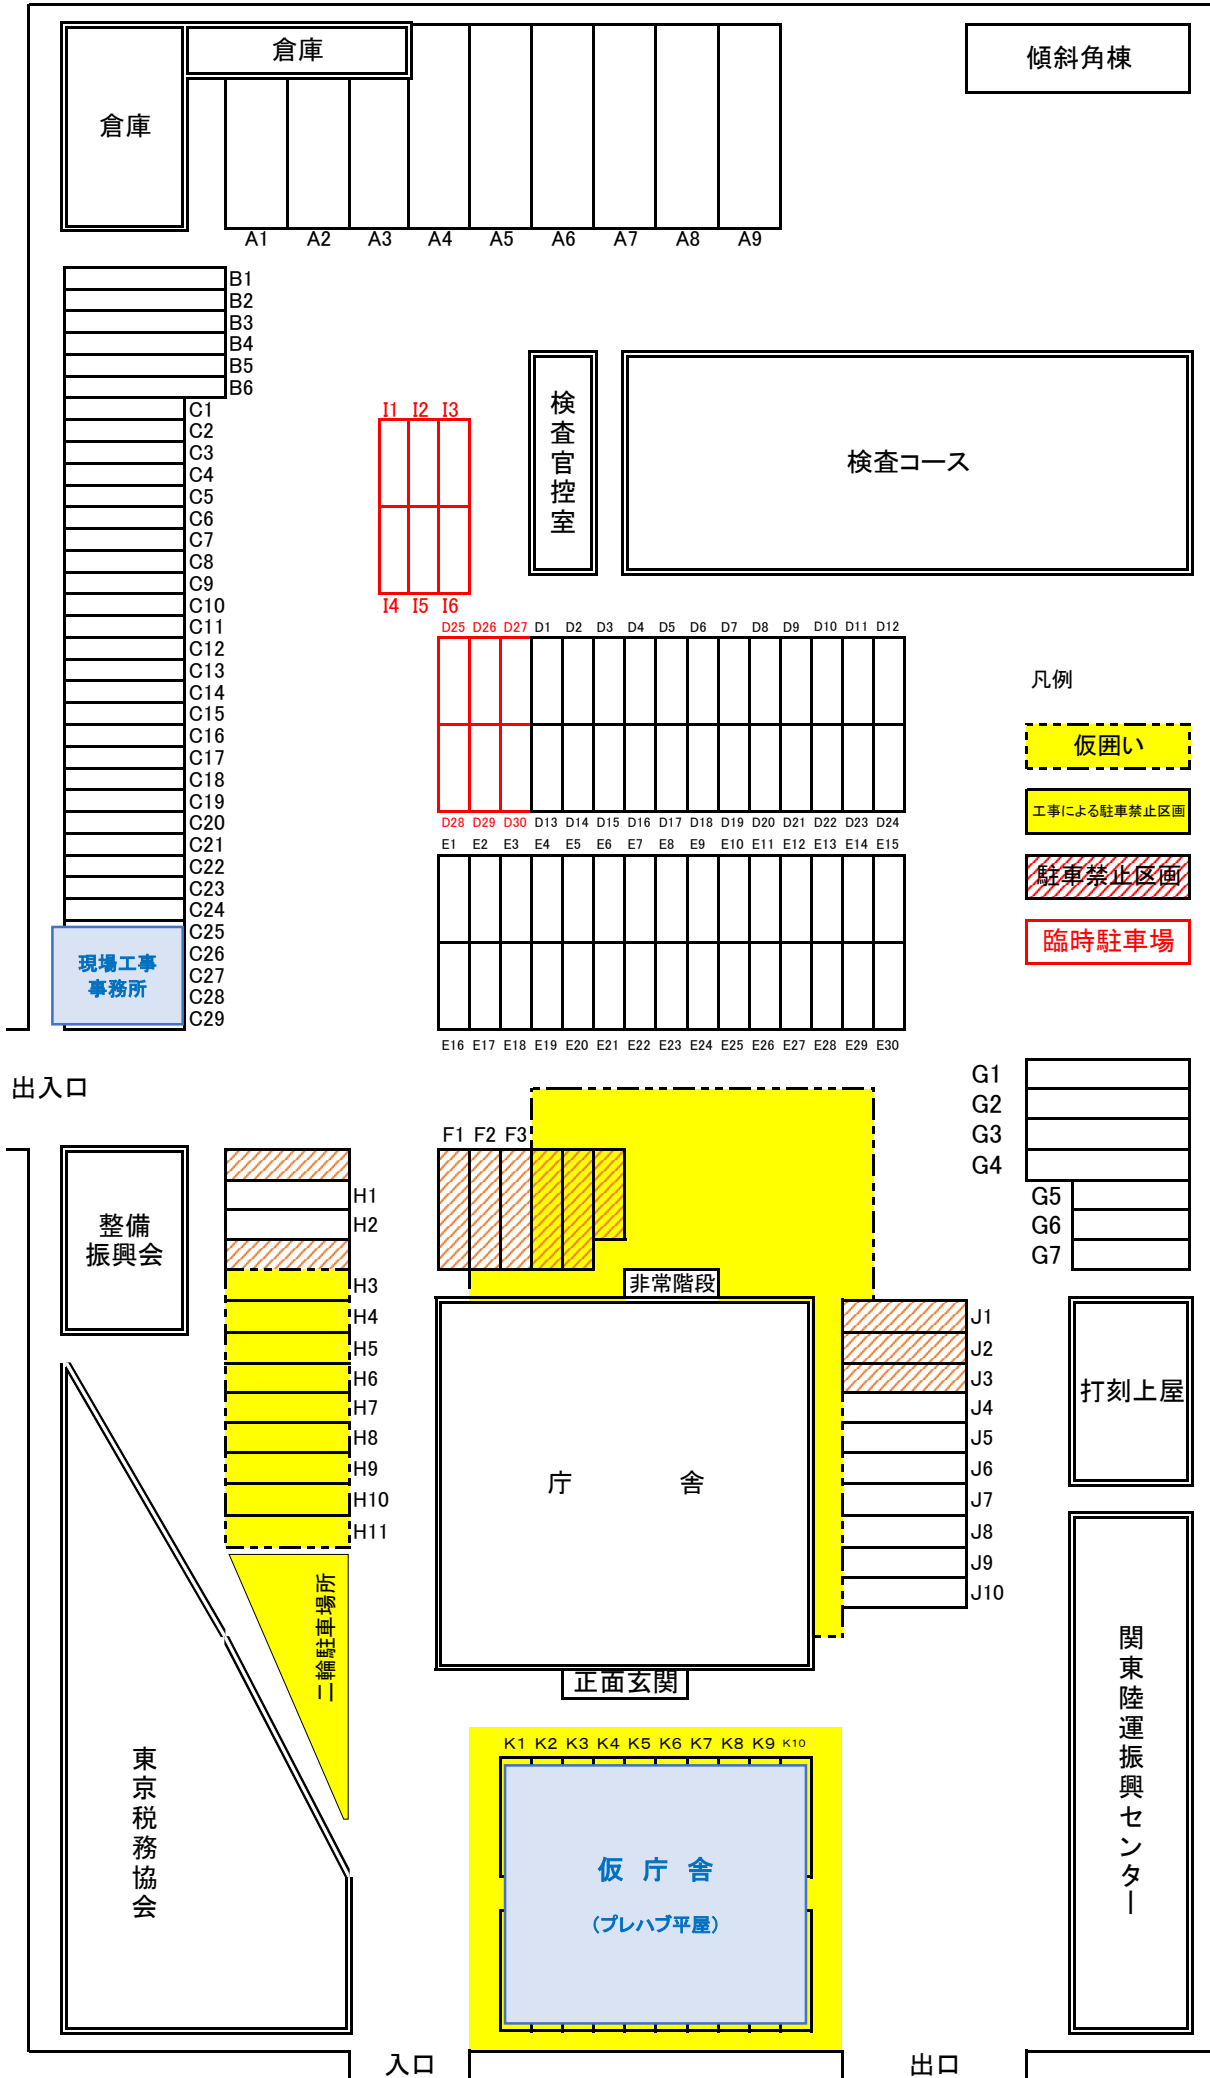 倉庫
倉庫
傾斜角棟
A1 A2 A3 A4 A5 A6 A7 A8 A9
B1
B2
B3
B4
B5
B6
C1
C2
C3
C4
C5
C6
C7
C8
C9
C10
C11
C12
C13
C14
C15
C16
C17
C18
C19
C20
C21
C22
C23
C24
C25
C26
C27
C28
C29
現場工事
事務所
I1 I2 I3
I4 I5 I6
検査官控室
検査コース
D25 D26 D27 D1 D2 D3 D4 D5 D6 D7 D8 D9 D10 D11 D12
D28 D29 D30 D13 D14 D15 D16 D17 D18 D19 D20 D21 D22 D23 D24
E1 E2 E3 E4 E5 E6 E7 E8 E9 E10 E11 E12 E13 E14 E15
E16 E17 E18 E19 E20 E21 E22 E23 E24 E25 E26 E27 E28 E29 E30
凡例
仮囲い
工事による駐車禁止区画
駐車禁止区画
臨時駐車場
出入口
G1
G2
G3
G4
G5
G6
G7
F1 F2 F3
整備
振興会
H1
H2
H3
H4
H5
H6
H7
H8
H9
H10
H11
非常階段
庁 舎
J1
J2
J3
J4
J5
J6
J7
J8
J9
J10
打刻上屋
二輪駐車場所
正面玄関
関東陸運振興センター
東京税務協会
K1 K2 K3 K4 K5 K6 K7 K8 K9 K10
仮 庁 舎
（プレハブ平屋）
入口
出口